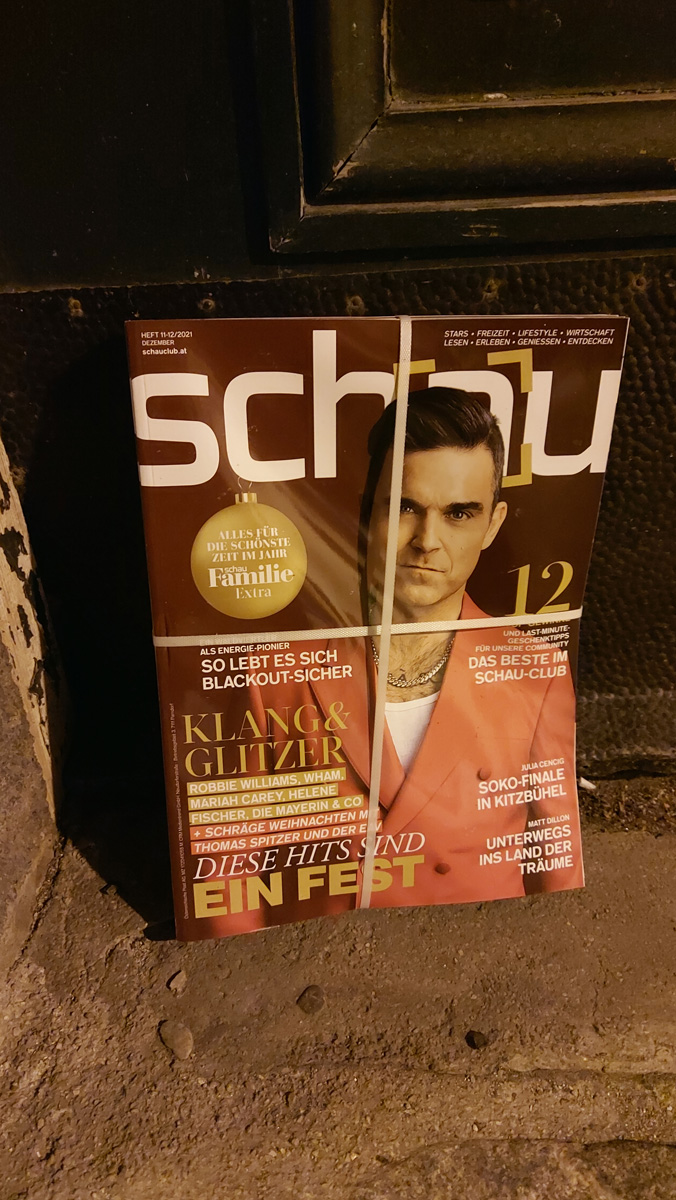 HEFT 11-12/2021
DEZEMBER
schauclub.at
STARS • FREIZEIT • LIFESTYLE • WIRTSCHAFT
LESEN • ERLEBEN • GENIESSEN • ENTDECKEN
schau
ALLES FÜR
DIE SCHÖNSTE
ZEIT IM JAHR
schau
Familie
Extra
12
UND LAST-MINUTE-
GESCHENKTIPPS
FÜR UNSERE COMMUNITY
DAS BESTE IM
SCHAU-CLUB
ALS ENERGIE-PIONIER
SO LEBT ES SICH
BLACKOUT-SICHER
KLANG&
GLITZER
ROBBIE WILLIAMS, WHAM,
MARIAH CAREY, HELENE
FISCHER, DIE MAYERIN & CO
+ SCHRÄGE WEIHNACHTEN MIT
THOMAS SPITZER UND DER EAV
DIESE HITS SIND
EIN FEST
JULIA CENCIG
SOKO-FINALE
IN KITZBÜHEL
MATT DILLON
UNTERWEGS
INS LAND DER
TRÄUME